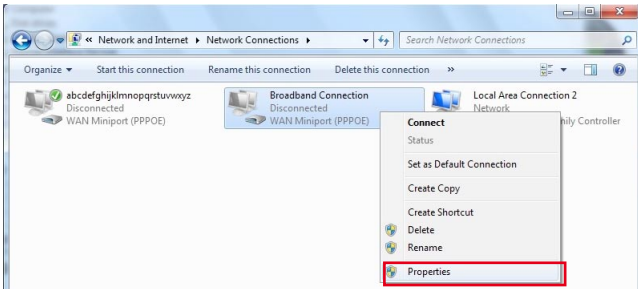 « Network and Internet ▸ Network Connections ▸
Search Network Connections
Organize ▾ Start this connection Rename this connection Delete this connection »
abcdefghijklmnopqrstuvwxyz
Disconnected
WAN Miniport (PPPOE)
Broadband Connection
Disconnected
WAN Miniport (PPPOE)
Local Area Connection 2
Network
Controller
Connect
Status
Set as Default Connection
Create Copy
Create Shortcut
Delete
Rename
Properties